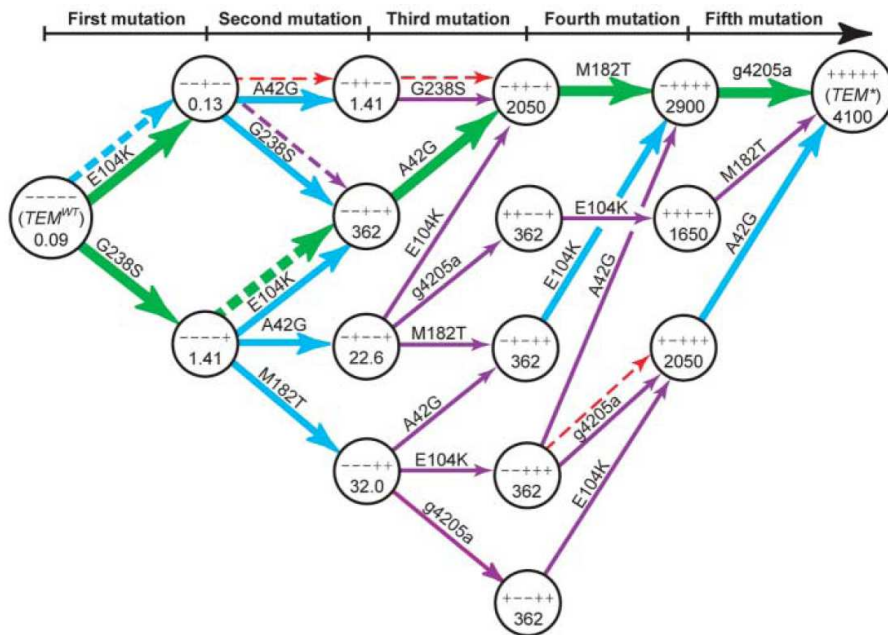 First mutation
Second mutation
Third mutation
Fourth mutation
Fifth mutation
−−+−−
0.13
A42G
−++−−
1.41
G238S
−++−+
2050
M182T
−++++
2900
g4205a
+++++
(TEM*)
4100
E104K
G238S
G238S
A42G
M182T
−−−−−
(TEM^WT)
0.09
−−+−+
362
E104K
++−−+
362
E104K
+++−+
1650
g4205a
G238S
E104K
A42G
E104K
A42G
−−−−+
1.41
A42G
−+−−+
22.6
M182T
−+−++
362
+−+++
2050
M182T
A42G
g4205a
−−−++
32.0
E104K
−−+++
362
E104K
g4205a
+−−++
362